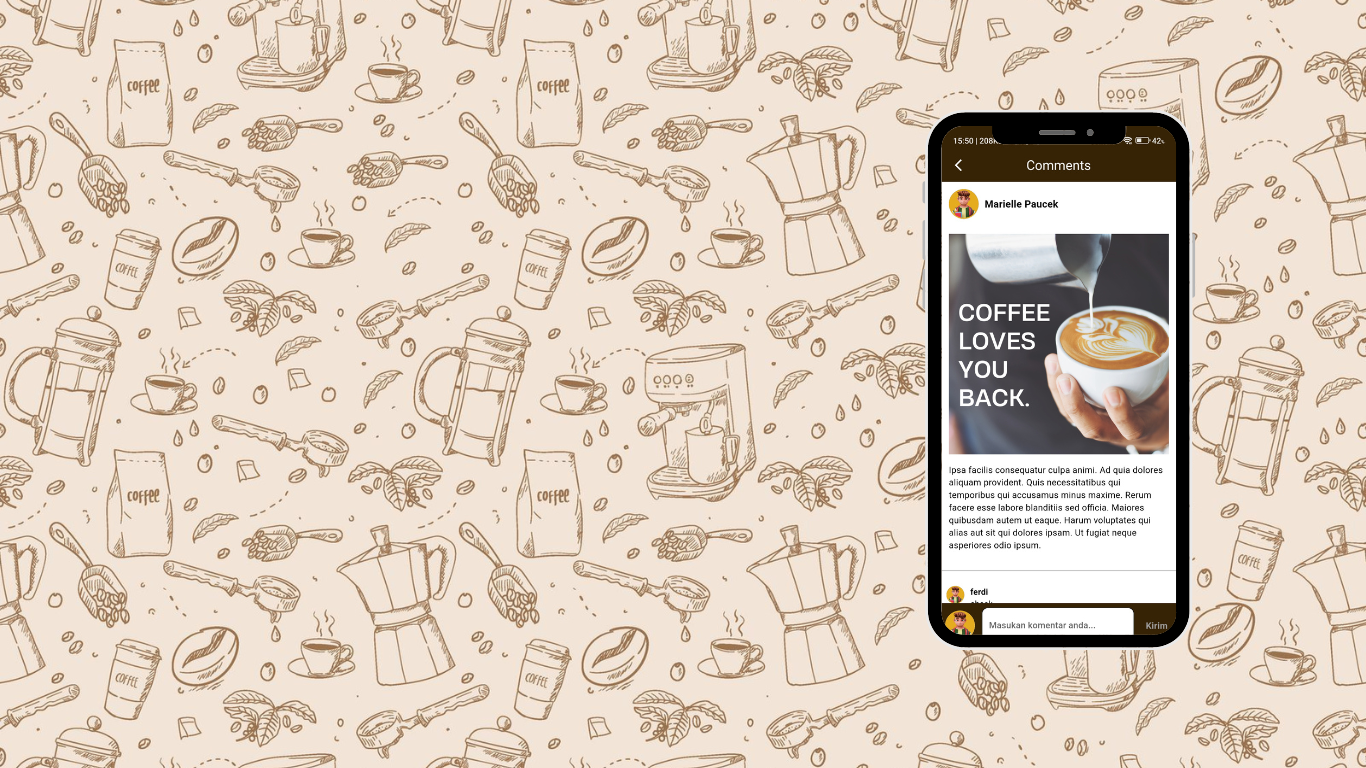 coffee
coffee
COFFEE
COFFEE
15:50 | 208
42%
Comments
Marielle Paucek
COFFEE
LOVES
YOU
BACK.
Ipsa facilis consequatur culpa animi. Ad quia dolores
aliquam provident. Quis necessitatibus qui
temporibus qui accusamus minus maxime. Rerum
facere esse labore blanditiis sed officia. Maiores
quibusdam autem ut eaque. Harum voluptates qui
alias aut sit qui dolores ipsam. Ut fugiat neque
asperiores odio ipsum.
coffee
coffee
COFFEE
ferdi
Masukan komentar anda...
Kirim
COFFEE
COFFEE